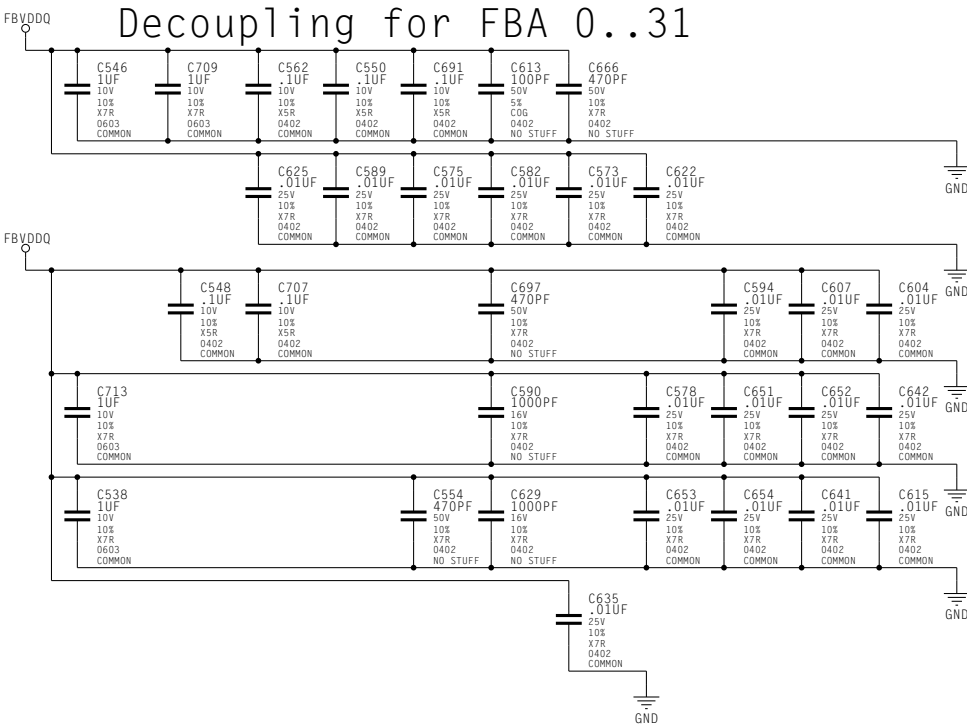 Decoupling for FBA 0..31
FBVDDQ
C546
1UF
10V
10%
X7R
0603
COMMON
C709
1UF
10V
10%
X7R
0603
COMMON
C562
.1UF
10V
10%
X5R
0402
COMMON
C550
.1UF
10V
10%
X5R
0402
COMMON
C691
.1UF
10V
10%
X5R
0402
COMMON
C613
100PF
50V
5%
COG
0402
NO STUFF
C666
470PF
50V
10%
X7R
0402
NO STUFF
GND
C625
.01UF
25V
10%
X7R
0402
COMMON
C589
.01UF
25V
10%
X7R
0402
COMMON
C575
.01UF
25V
10%
X7R
0402
COMMON
C582
.01UF
25V
10%
X7R
0402
COMMON
C573
.01UF
25V
10%
X7R
0402
COMMON
C622
.01UF
25V
10%
X7R
0402
COMMON
GND
FBVDDQ
C548
.1UF
10V
10%
X5R
0402
COMMON
C707
.1UF
10V
10%
X5R
0402
COMMON
C697
470PF
50V
10%
X7R
0402
NO STUFF
C594
.01UF
25V
10%
X7R
0402
COMMON
C607
.01UF
25V
10%
X7R
0402
COMMON
C604
.01UF
25V
10%
X7R
0402
COMMON
GND
C713
1UF
10V
10%
X7R
0603
COMMON
C590
1000PF
16V
10%
X7R
0402
NO STUFF
C578
.01UF
25V
10%
X7R
0402
COMMON
C651
.01UF
25V
10%
X7R
0402
COMMON
C652
.01UF
25V
10%
X7R
0402
COMMON
C642
.01UF
25V
10%
X7R
0402
COMMON
GND
C538
1UF
10V
10%
X7R
0603
COMMON
C554
470PF
50V
10%
X7R
0402
NO STUFF
C629
1000PF
16V
10%
X7R
0402
NO STUFF
C653
.01UF
25V
10%
X7R
0402
COMMON
C654
.01UF
25V
10%
X7R
0402
COMMON
C641
.01UF
25V
10%
X7R
0402
COMMON
C615
.01UF
25V
10%
X7R
0402
COMMON
GND
C635
.01UF
25V
10%
X7R
0402
COMMON
GND